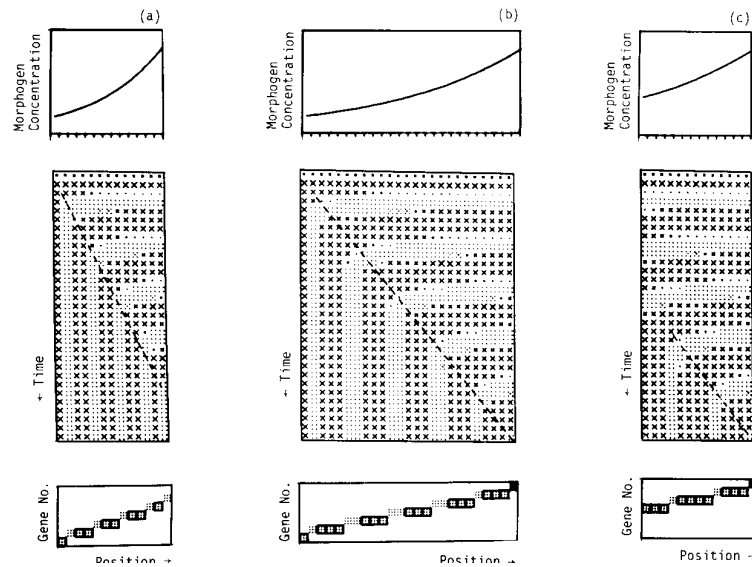 (a)
Morphogen
Concentration
(b)
Morphogen
Concentration
(c)
Morphogen
Concentration
← Time
← Time
← Time
Gene No.
Position →
Gene No.
Position →
Gene No.
Position →